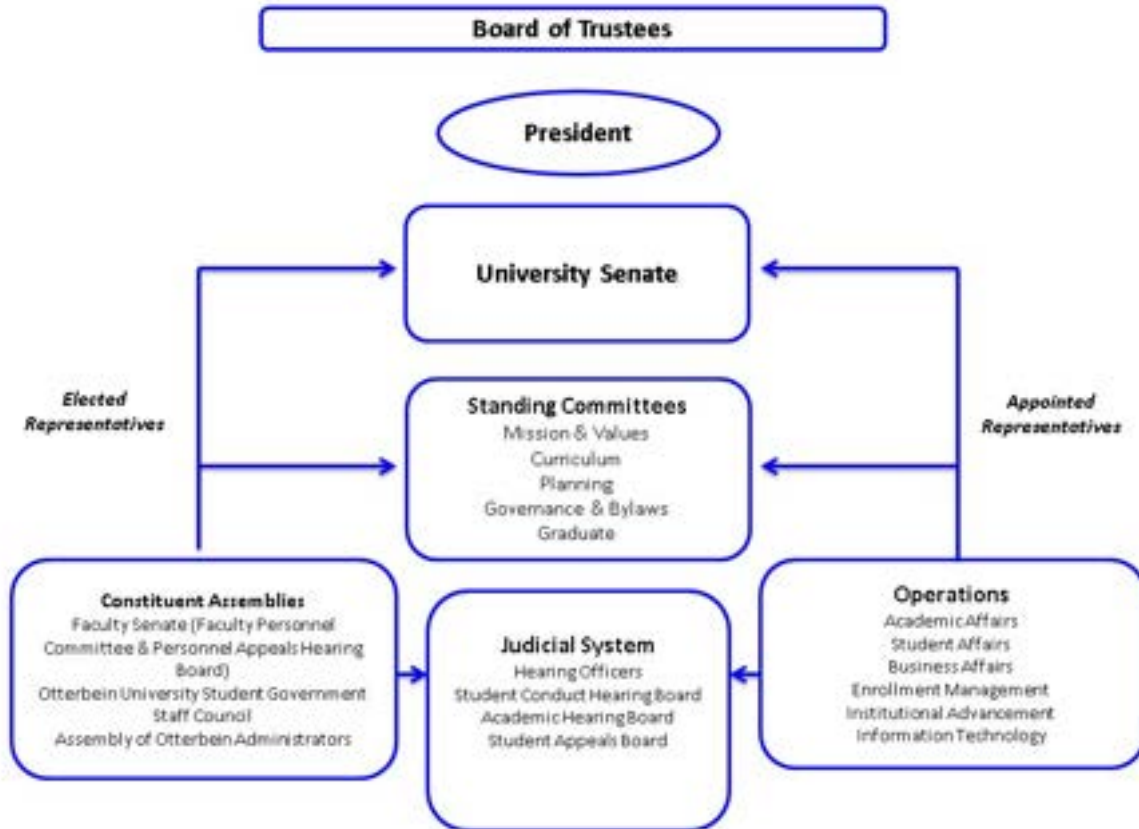 Board of Trustees
President
University Senate
Elected
Representatives
Appointed
Representatives
Standing Committees
Mission & Values
Curriculum
Planning
Governance & Bylaws
Graduate
Constituent Assemblies
Faculty Senate (Faculty Personnel
Committee & Personnel Appeals Hearing
Board)
Otterbein University Student Government
Staff Council
Assembly of Otterbein Administrators
Judicial System
Hearing Officers
Student Conduct Hearing Board
Academic Hearing Board
Student Appeals Board
Operations
Academic Affairs
Student Affairs
Business Affairs
Enrollment Management
Institutional Advancement
Information Technology